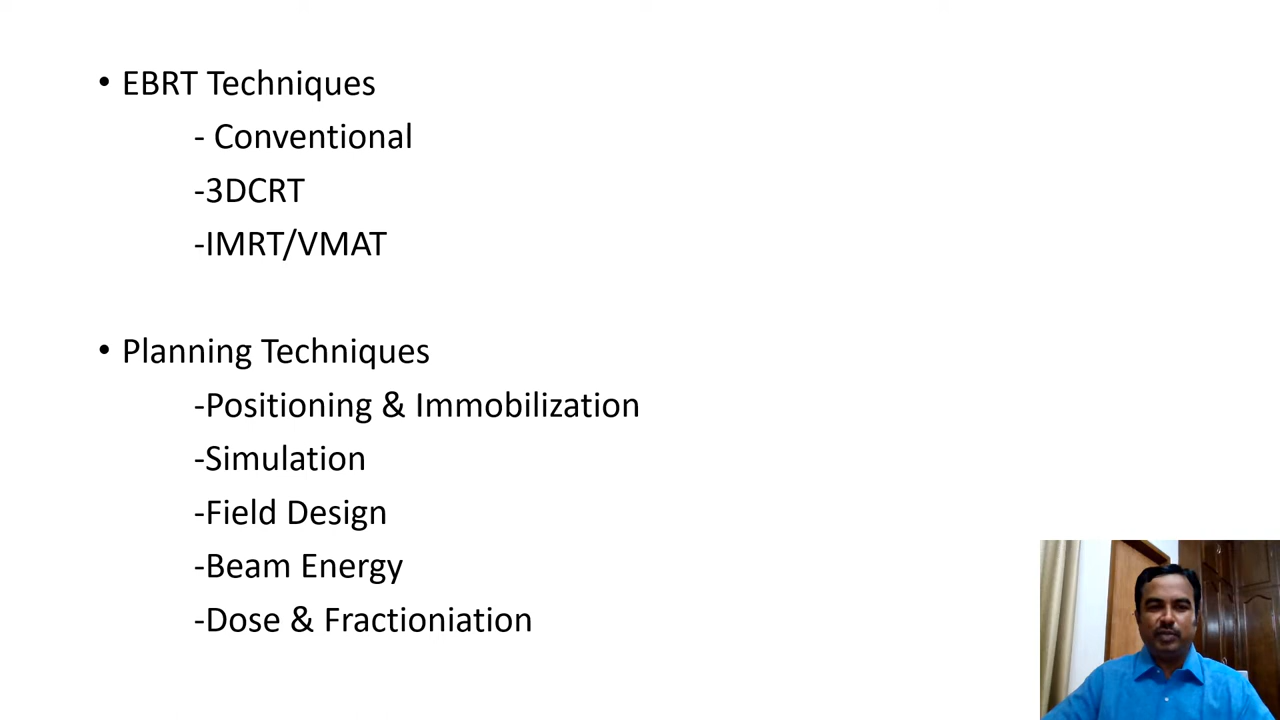 • EBRT Techniques
- Conventional
-3DCRT
-IMRT/VMAT
• Planning Techniques
-Positioning & Immobilization
-Simulation
-Field Design
-Beam Energy
-Dose & Fractioniation